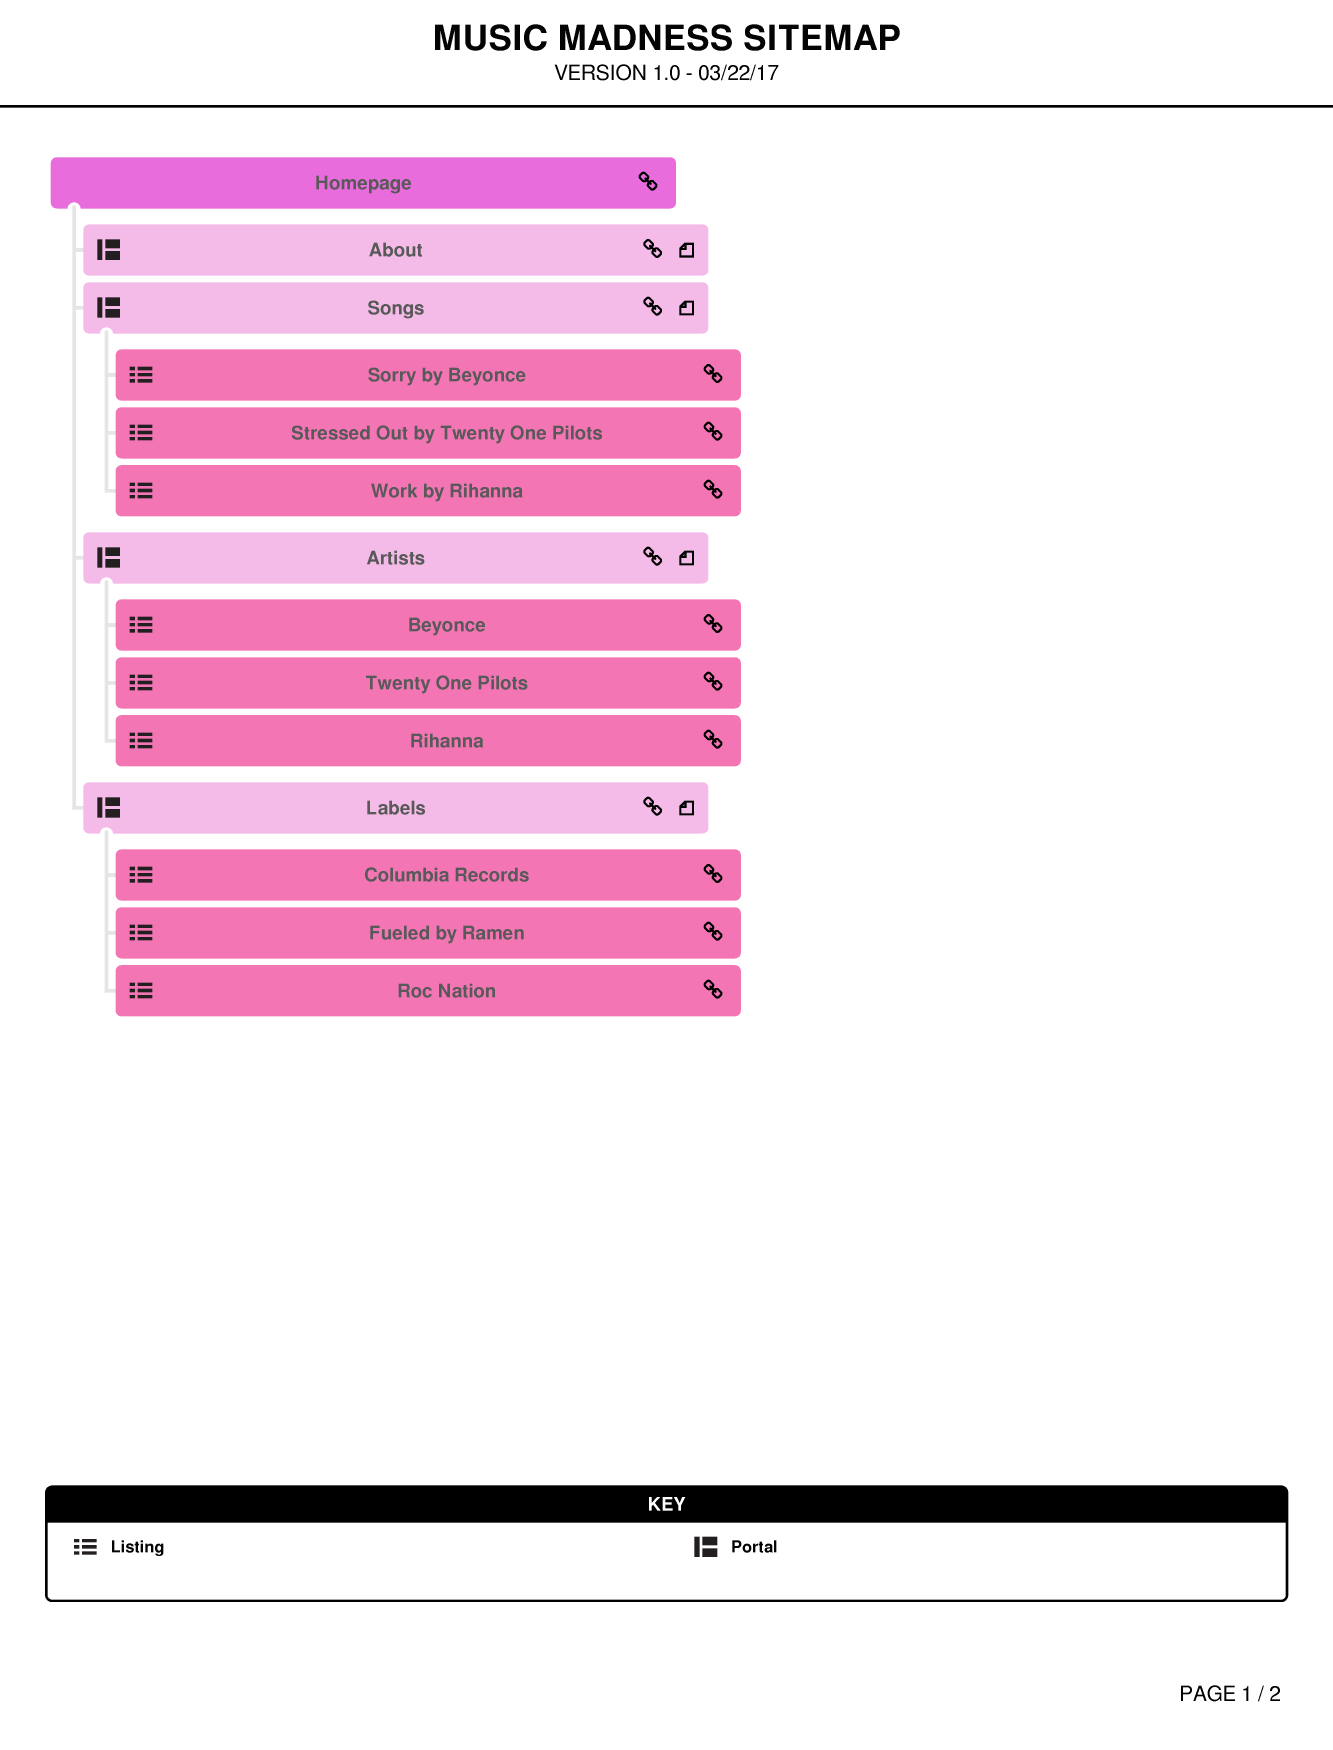 MUSIC MADNESS SITEMAP
VERSION 1.0 - 03/22/17
Homepage
About
Songs
Sorry by Beyonce
Stressed Out by Twenty One Pilots
Work by Rihanna
Artists
Beyonce
Twenty One Pilots
Rihanna
Labels
Columbia Records
Fueled by Ramen
Roc Nation
KEY
Listing
Portal
PAGE 1 / 2